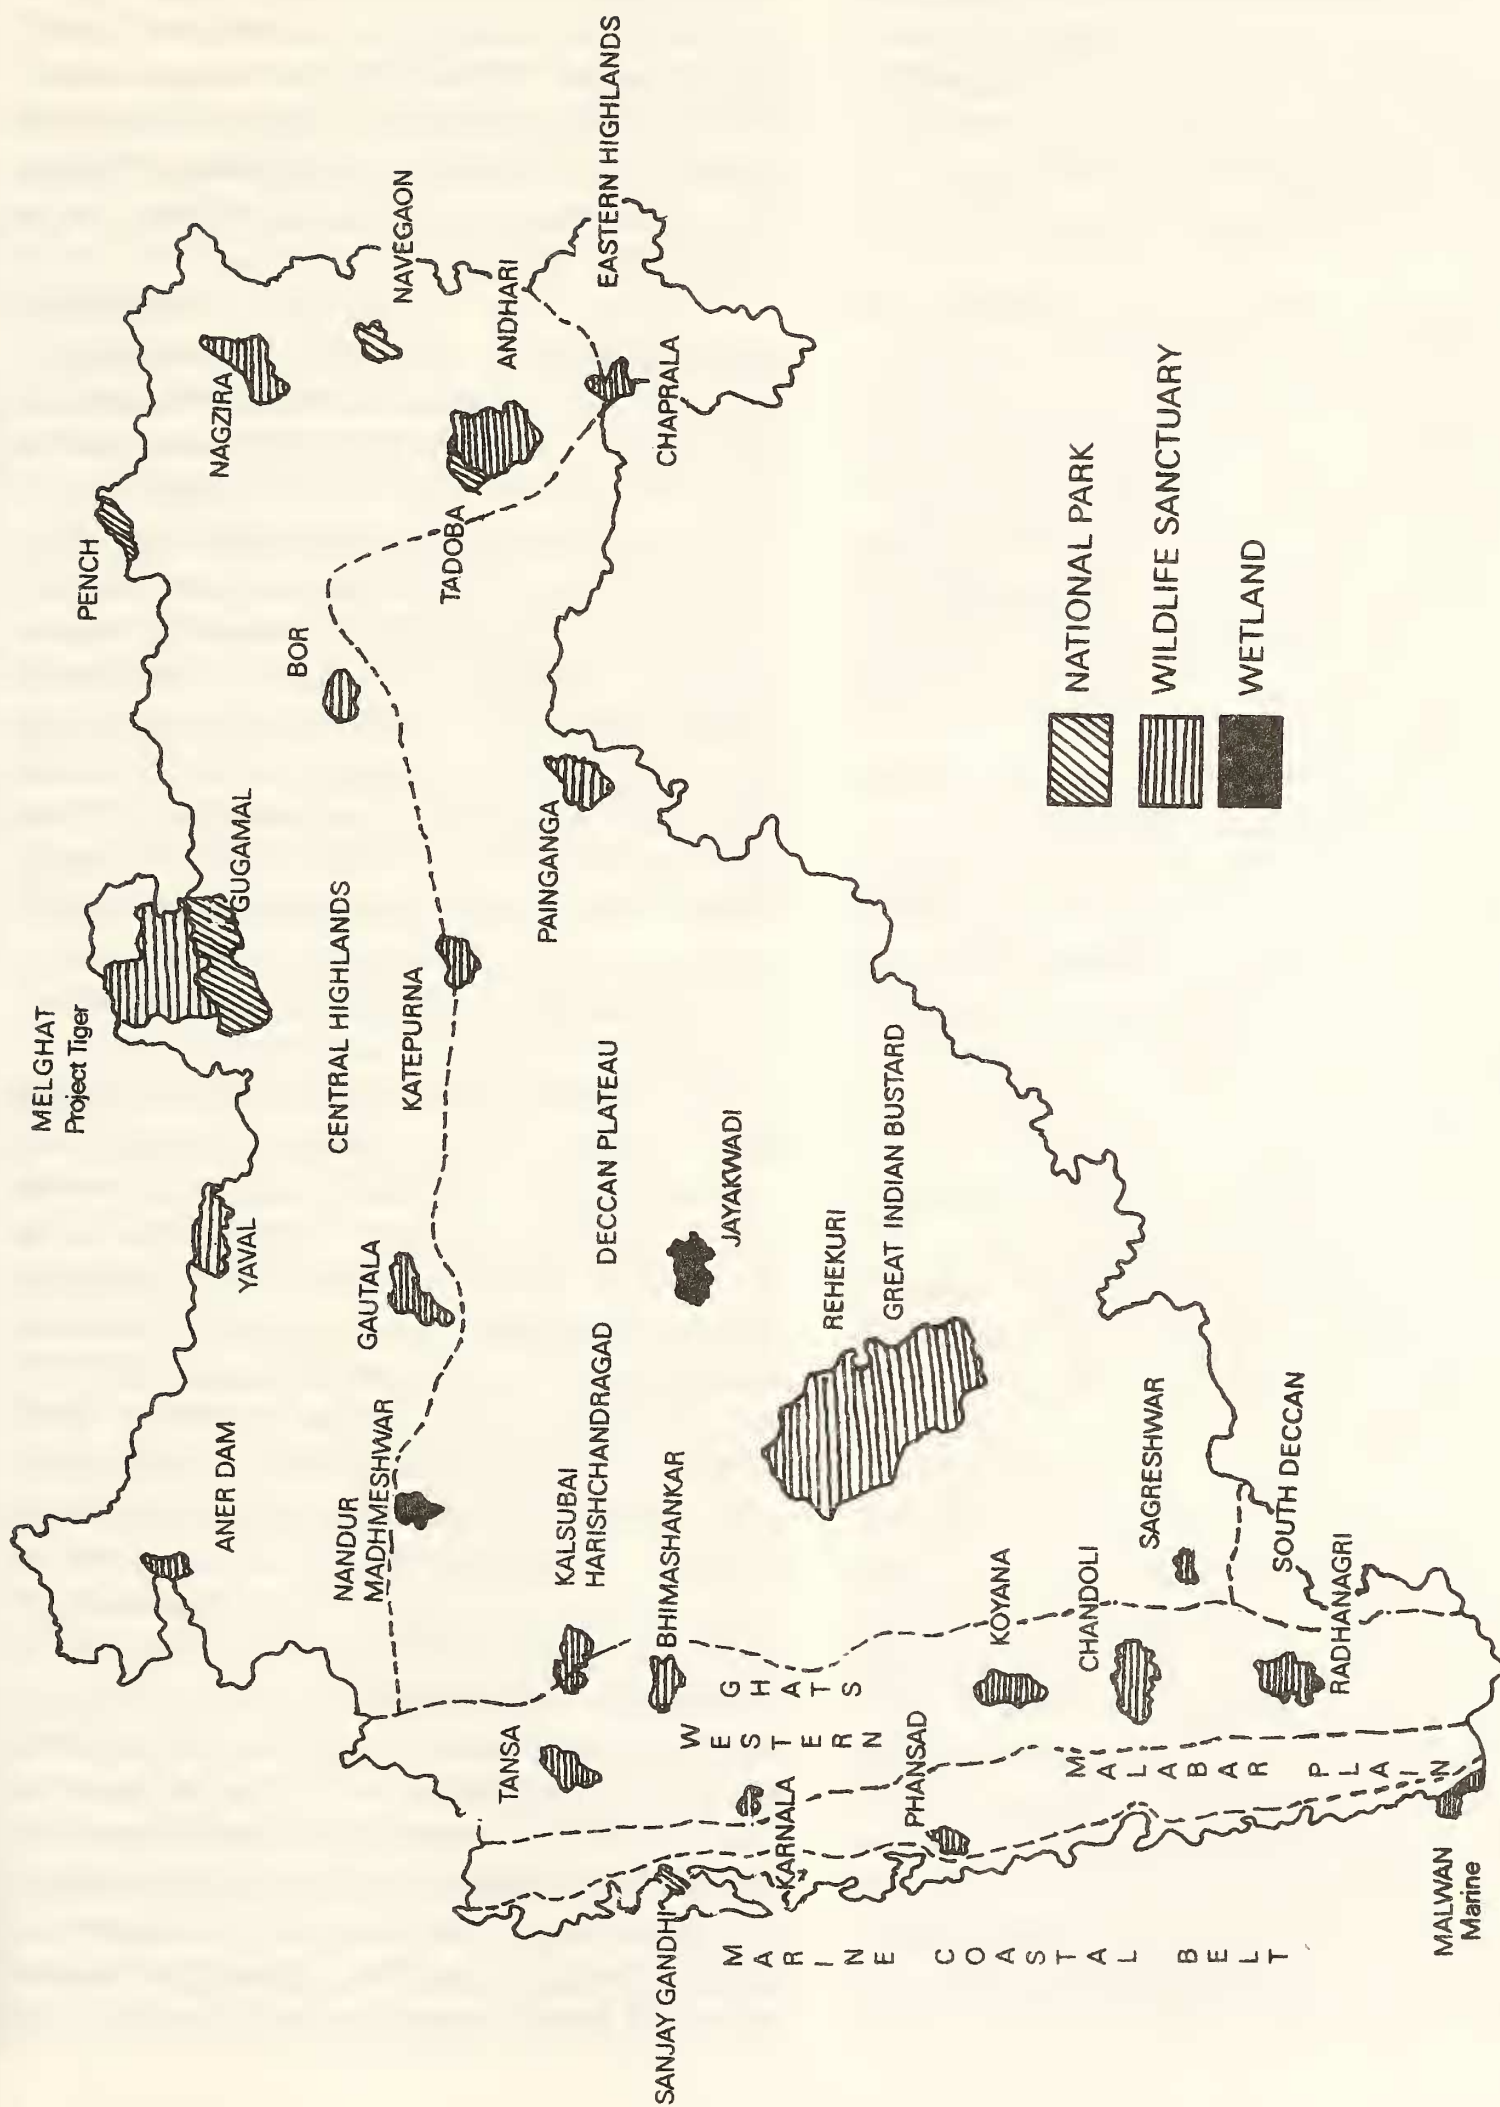 MELGHAT
Project Tiger
PENCH
GUGAMAL
NAGZIRA
NAVEGAON
YAVAL
ANER DAM
BOR
CENTRAL HIGHLANDS
GAUTALA
KATEPURNA
TADOBA
ANDHARI
NANDUR
MADHMESHWAR
EASTERN HIGHLANDS
CHAPRALA
PAINGANGA
DECCAN PLATEAU
KALSUBAI
HARISHCHANDRAGAD
TANSA
BHIMASHANKAR
JAYAKWADI
SANJAY GANDHI
WESTERN
GHATS
KARNALA
REHEKURI
GREAT INDIAN BUSTARD
PHANSAD
KOYANA
CHANDOLI
SAGRESHWAR
MALABAR PLAIN
MARINE COASTAL BELT
SOUTH DECCAN
RADHANAGRI
MALWAN
Marine
NATIONAL PARK
WILDLIFE SANCTUARY
WETLAND